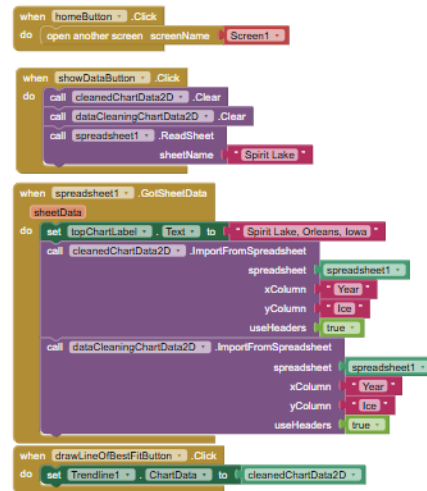 when homeButton .Click
do open another screen screenName Screen1
when showDataButton .Click
do call cleanedChartData2D .Clear
call dataCleaningChartData2D .Clear
call spreadsheet1 .ReadSheet
sheetName " Spirit Lake "
when spreadsheet1 .GotSheetData
sheetData
do set topChartLabel . Text to " Spirit Lake, Orleans, Iowa "
call cleanedChartData2D .ImportFromSpreadsheet
spreadsheet spreadsheet1
xColumn " Year "
yColumn " Ice "
useHeaders true
call dataCleaningChartData2D .ImportFromSpreadsheet
spreadsheet spreadsheet1
xColumn " Year "
yColumn " Ice "
useHeaders true
when drawLineOfBestFitButton .Click
do set Trendline1 . ChartData to cleanedChartData2D